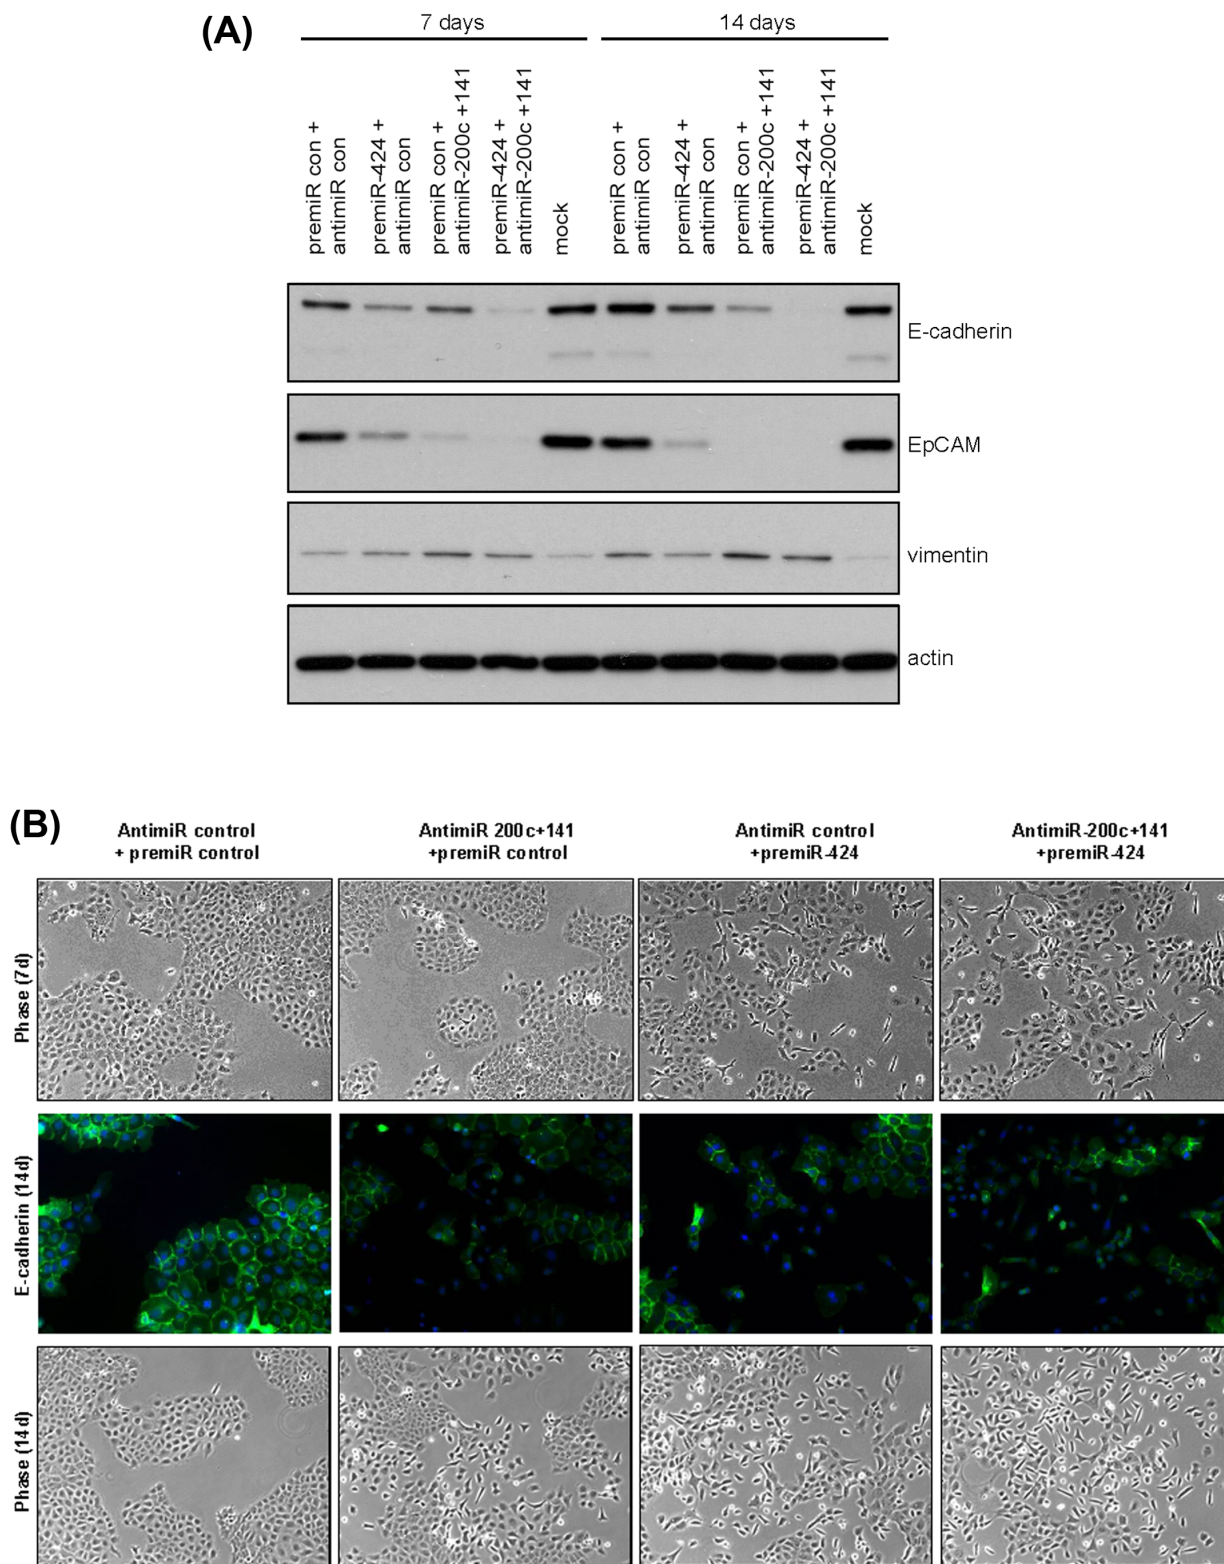 (A)
7 days
14 days
premiR con +
antimiR con
premiR-424 +
antimiR con
premiR con +
antimiR-200c +141
premiR-424 +
antimiR-200c +141
mock
premiR con +
antimiR con
premiR-424 +
antimiR con
premiR con +
antimiR-200c +141
premiR-424 +
antimiR-200c +141
mock
E-cadherin
EpCAM
vimentin
actin
(B)
AntimiR control
+ premiR control
AntimiR 200c+141
+premiR control
AntimiR control
+premiR-424
AntimiR-200c+141
+premiR-424
Phase (7d)
E-cadherin (14d)
Phase (14d)